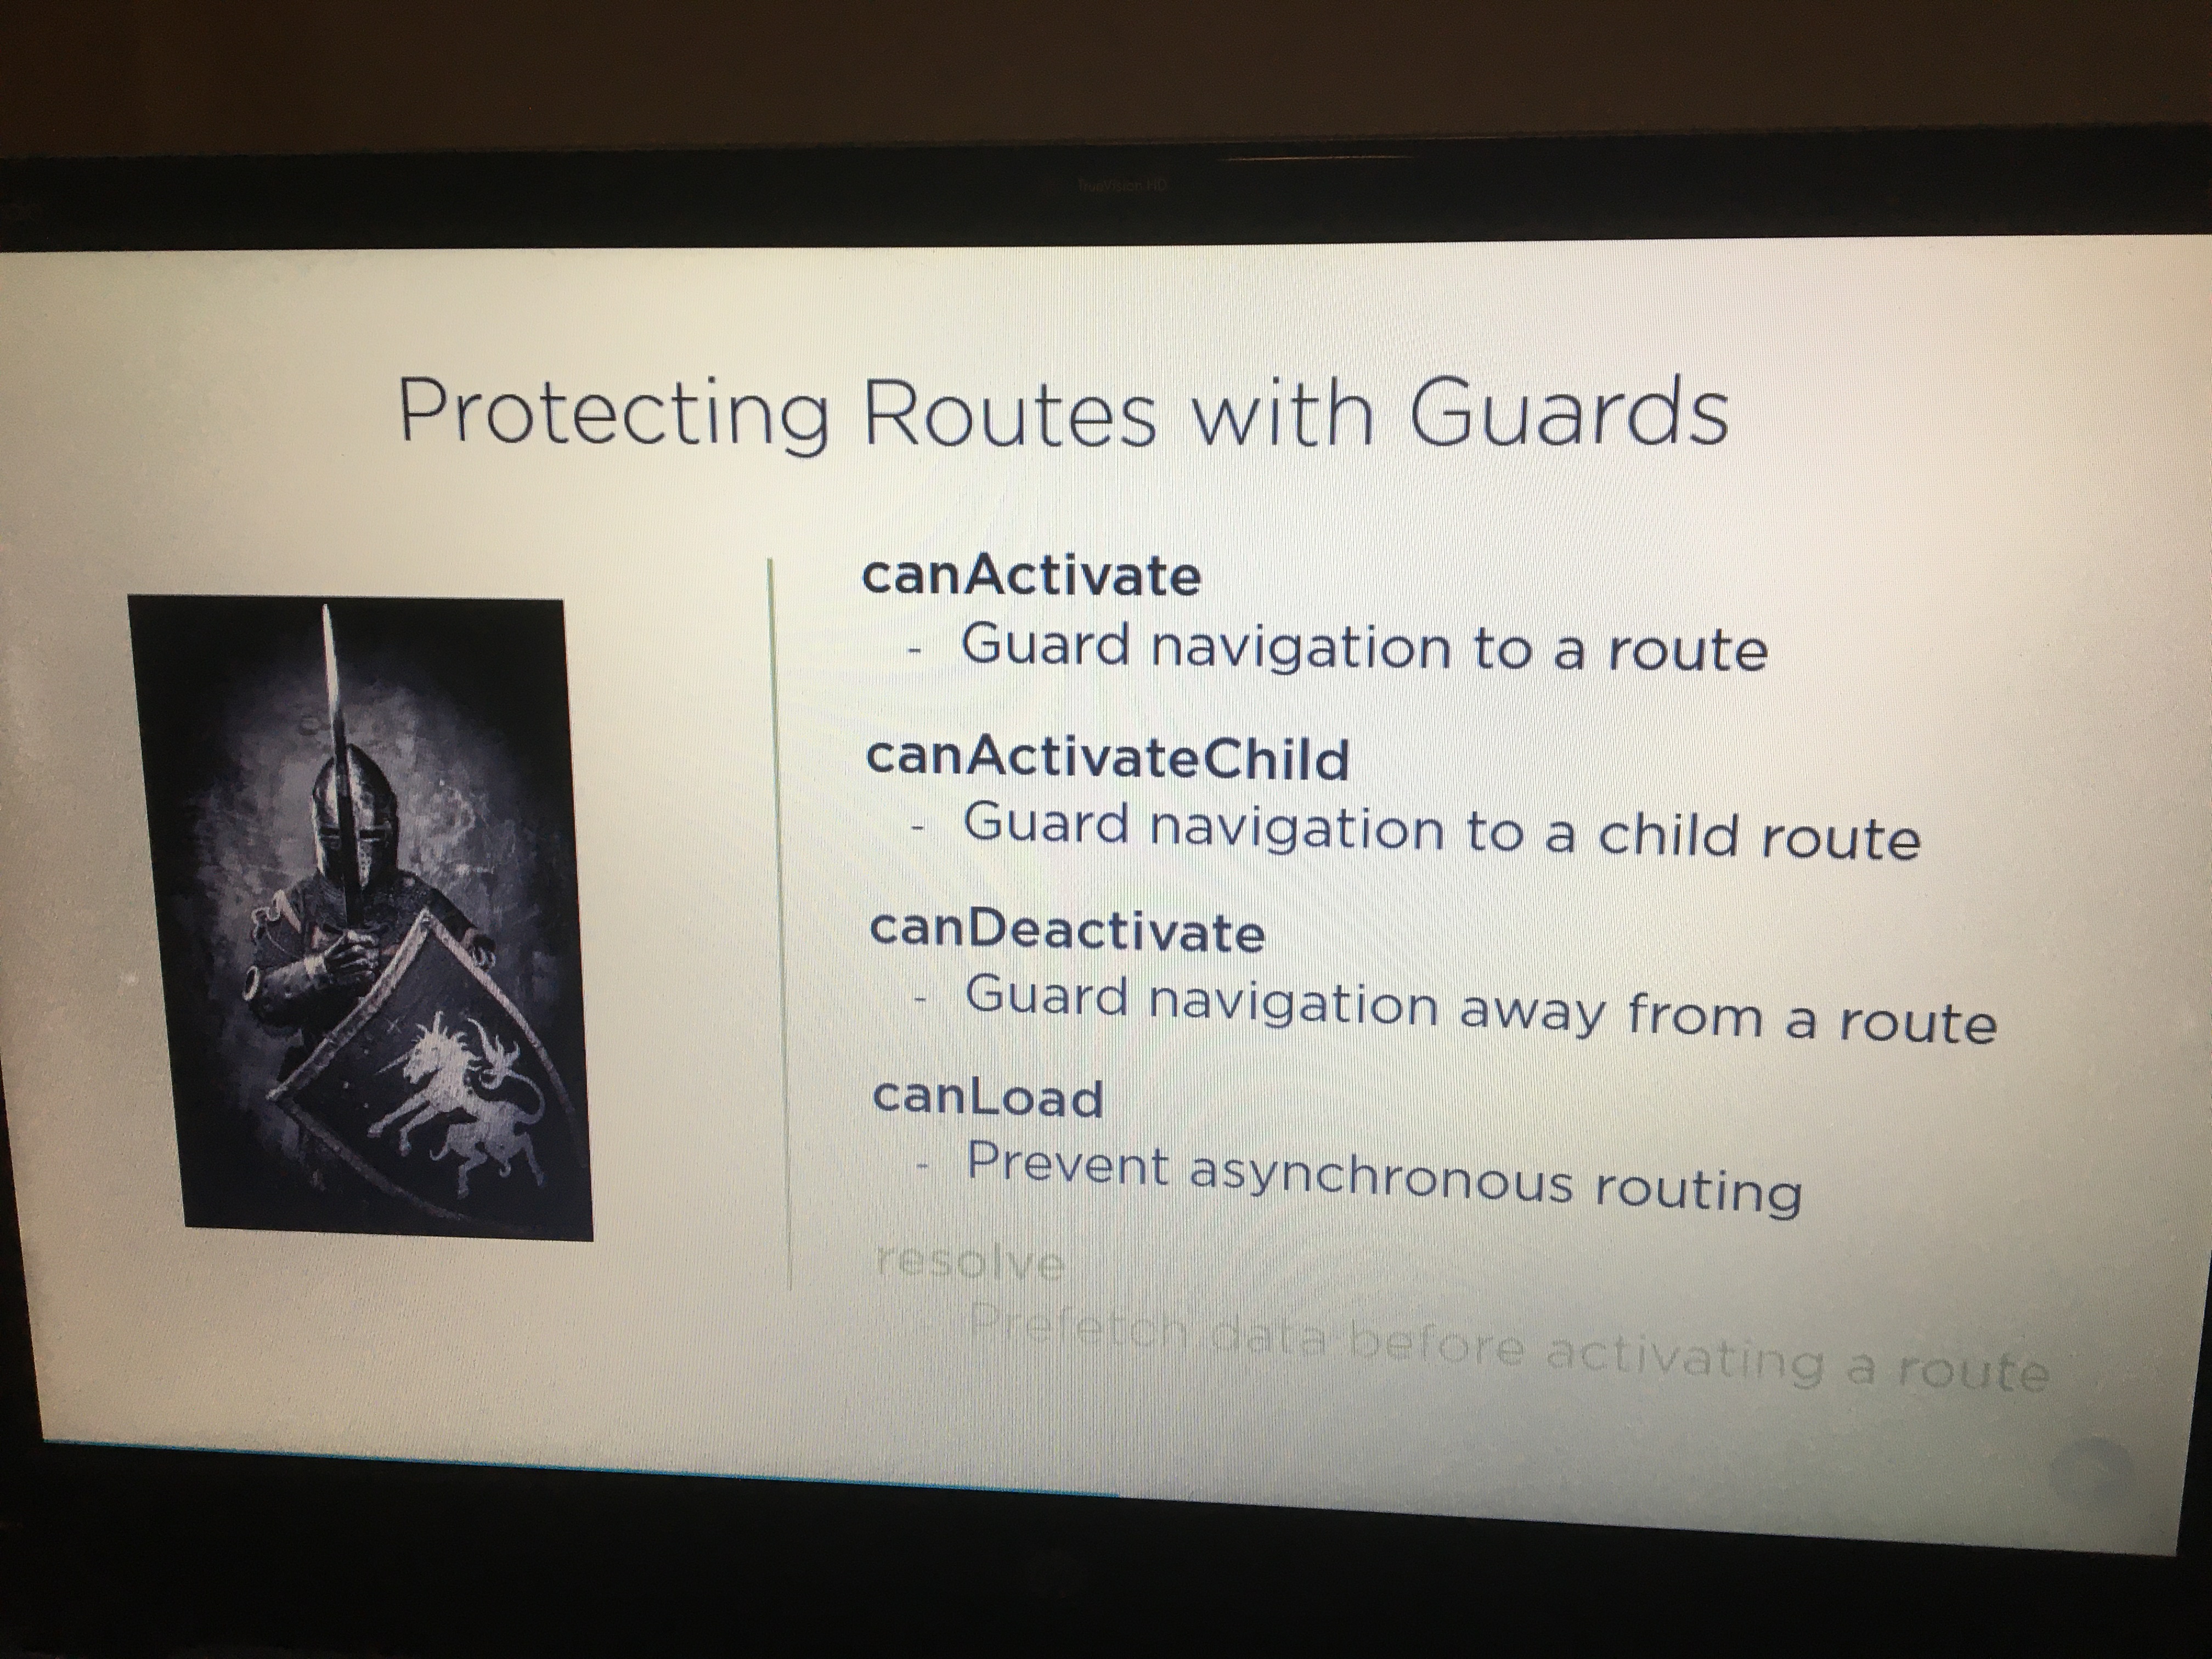 TrueVision HD
Protecting Routes with Guards
canActivate
- Guard navigation to a route
canActivateChild
- Guard navigation to a child route
canDeactivate
- Guard navigation away from a route
canLoad
- Prevent asynchronous routing
resolve
- Prefetch data before activating a route